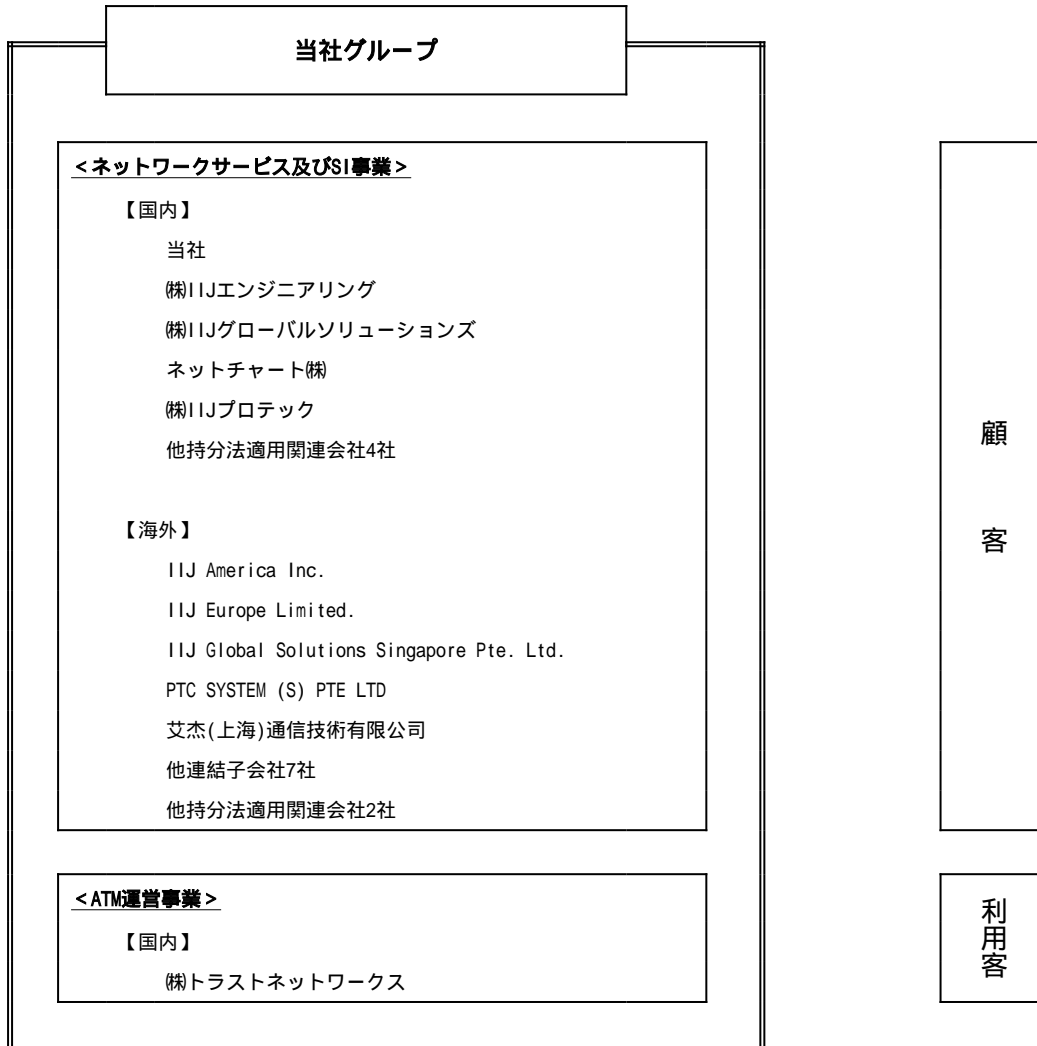 当社グループ
＜ネットワークサービス及びSI事業＞
【国内】
当社
㈱IIJエンジニアリング
㈱IIJグローバルソリューションズ
ネットチャート㈱
㈱IIJプロテック
他持分法適用関連会社4社
【海外】
IIJ America Inc.
IIJ Europe Limited.
IIJ Global Solutions Singapore Pte. Ltd.
PTC SYSTEM (S) PTE LTD
艾杰(上海)通信技術有限公司
他連結子会社7社
他持分法適用関連会社2社
顧客
＜ATM運営事業＞
【国内】
㈱トラストネットワークス
利用客